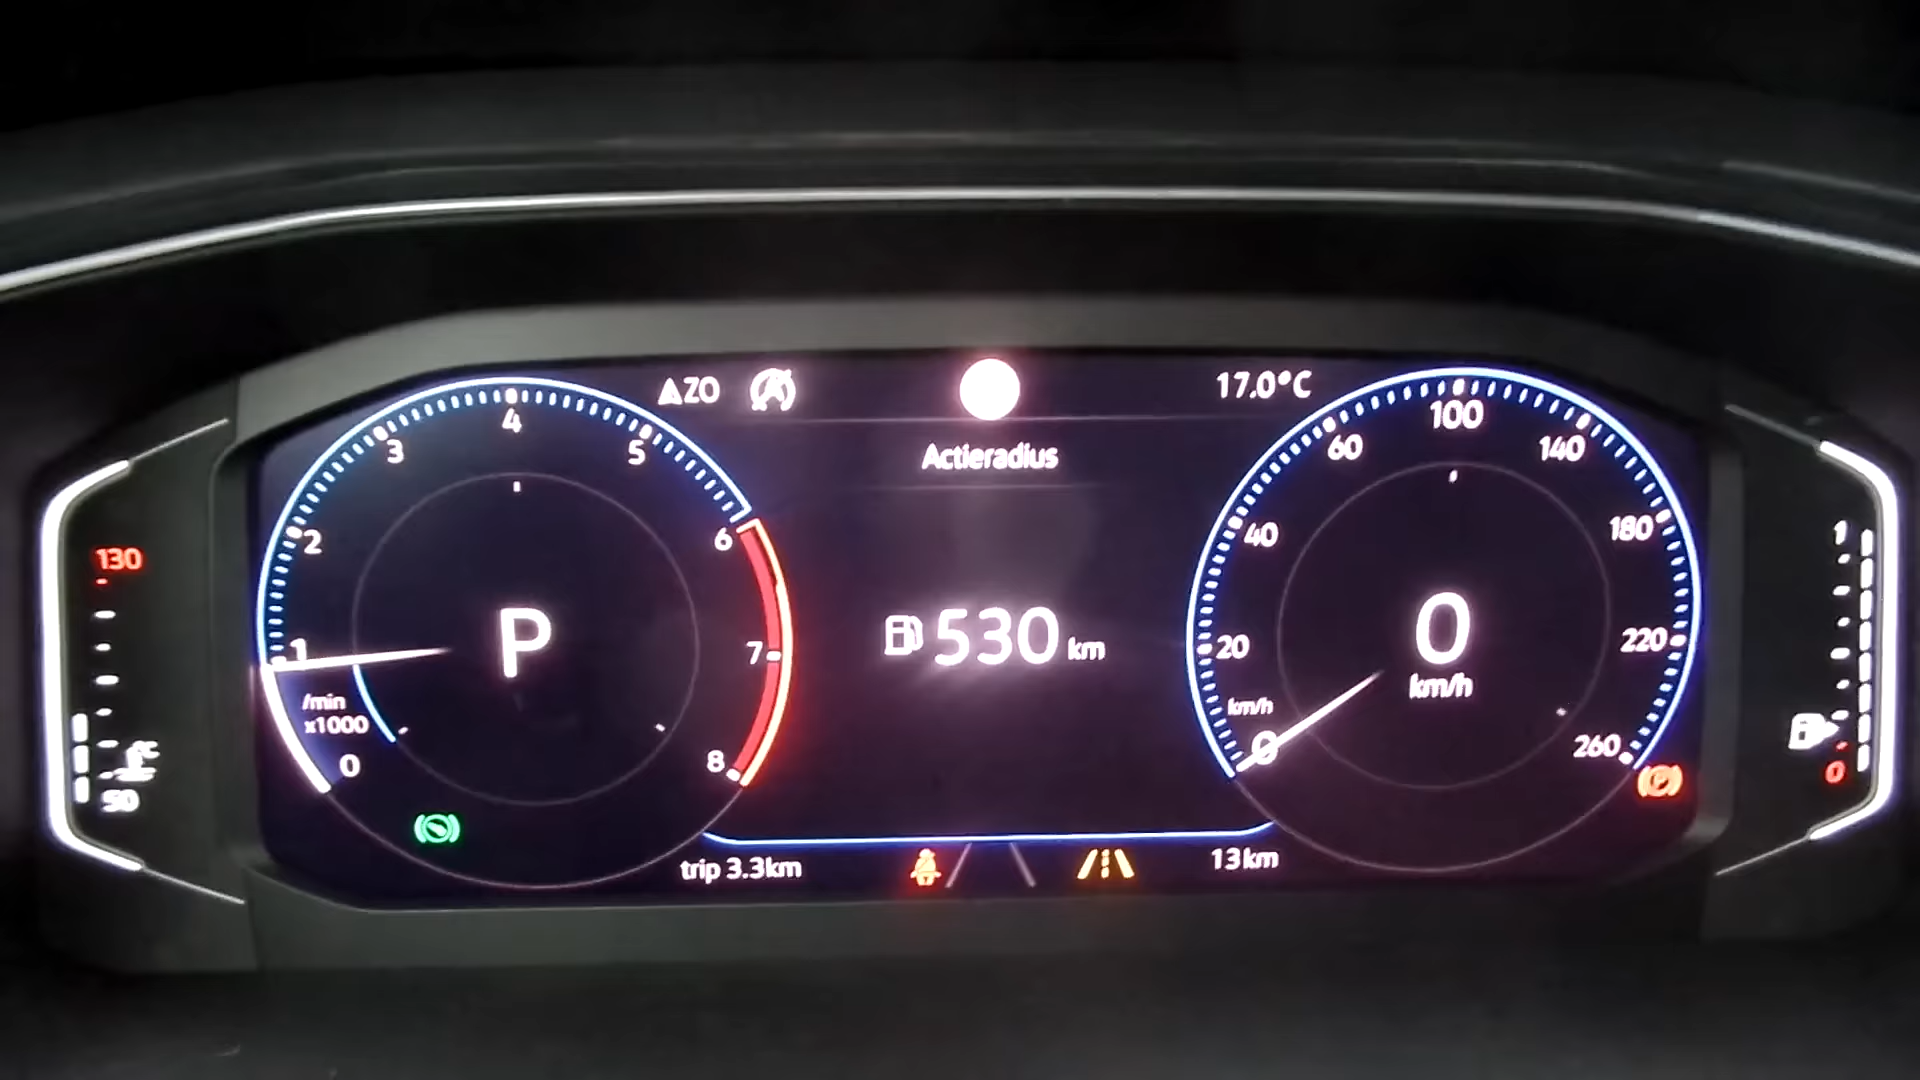 ZO
17.0°C
Actieradius
0 1 2 3 4 5 6 7 8
/min
x1000
P
530 km
0 20 40 60 100 140 180 220 260
km/h
0
km/h
130
50
1
0
trip 3.3km
13km